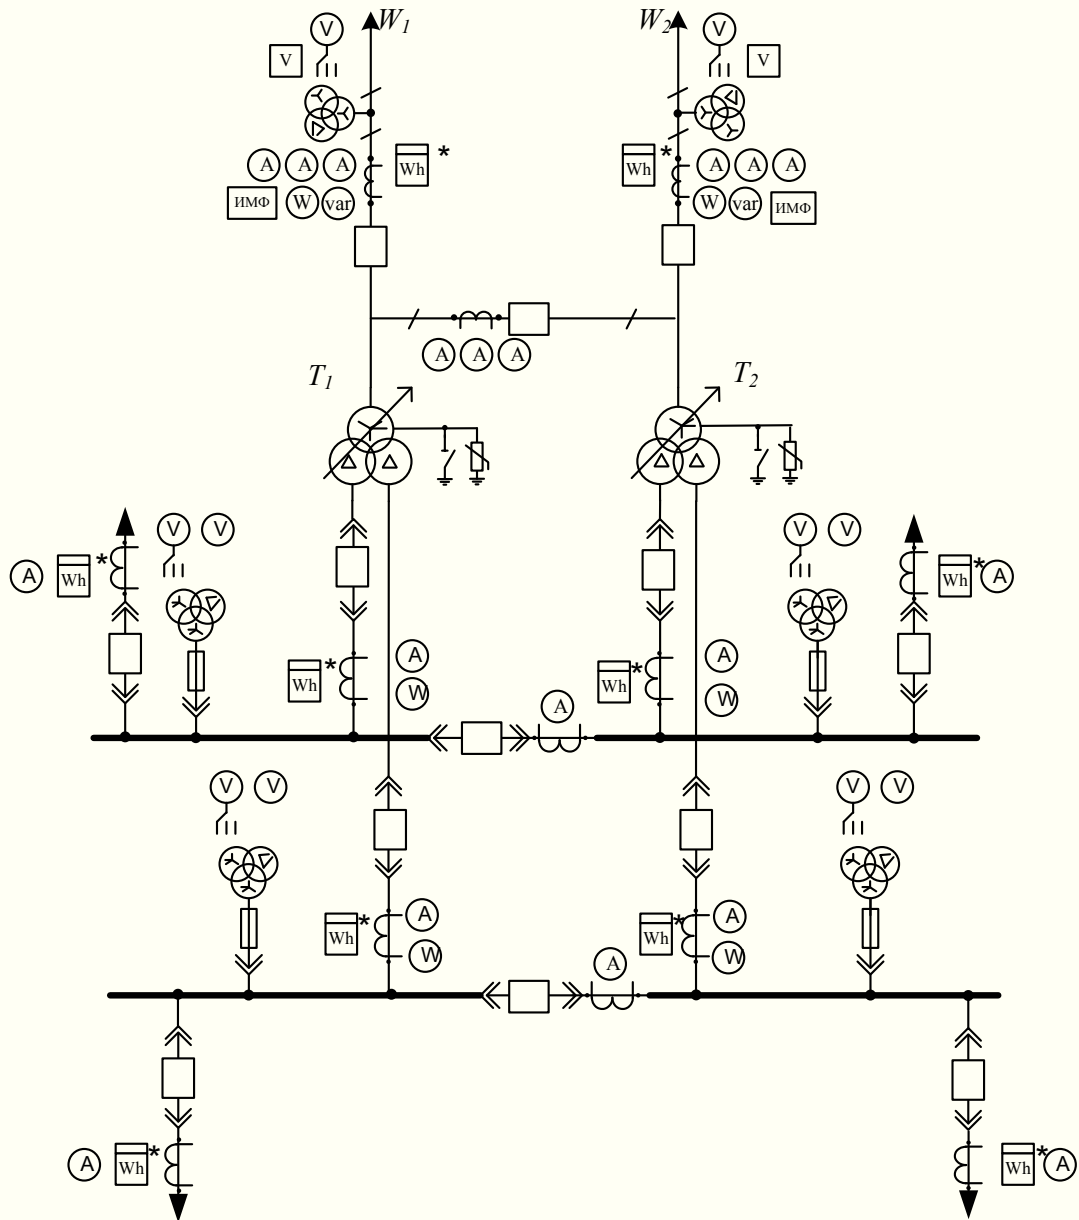 V W1 W2 V
V V
A A A Wh * Wh * A A A
ИМФ W var W var ИМФ
A A A
T1 T2
V V V V
A Wh * Wh * A
Wh * A Wh * A
W W
A
V V V V
Wh * A Wh * A
W W
A
A Wh * Wh * A